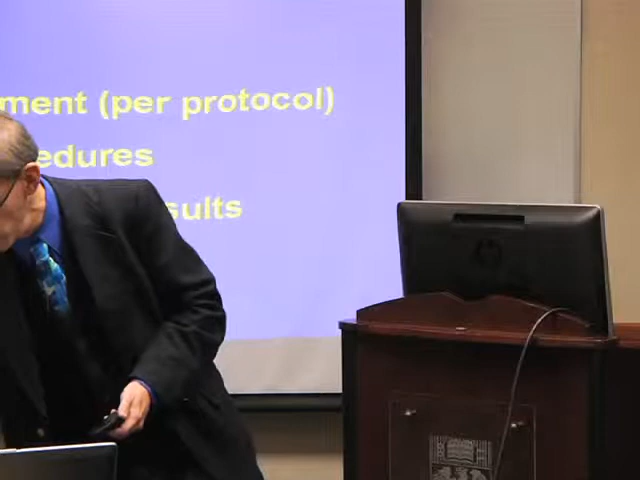 ment (per protocol)
edures
sults